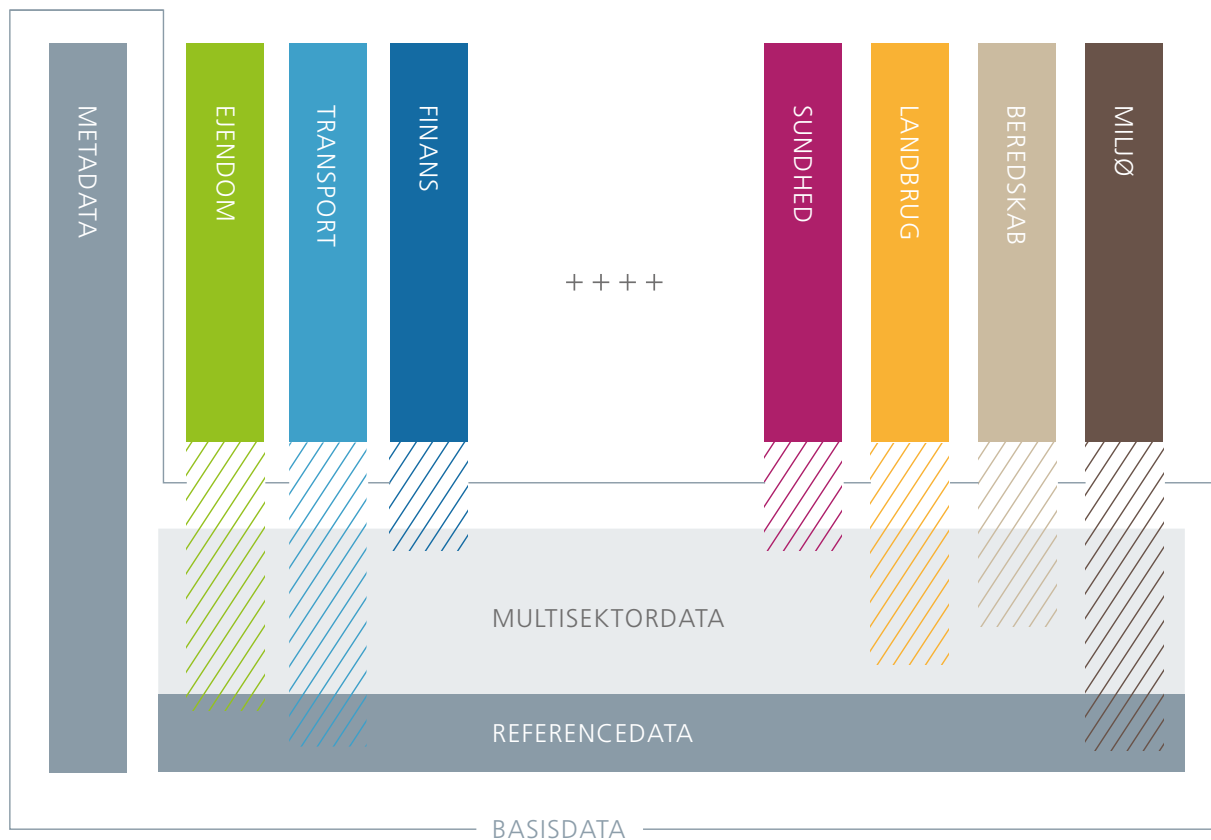 METADATA
EJENDOM
TRANSPORT
FINANS
++++
SUNDHED
LANDBRUG
BEREDSKAB
MILJØ
MULTISEKTORDATA
REFERENCEDATA
BASISDATA